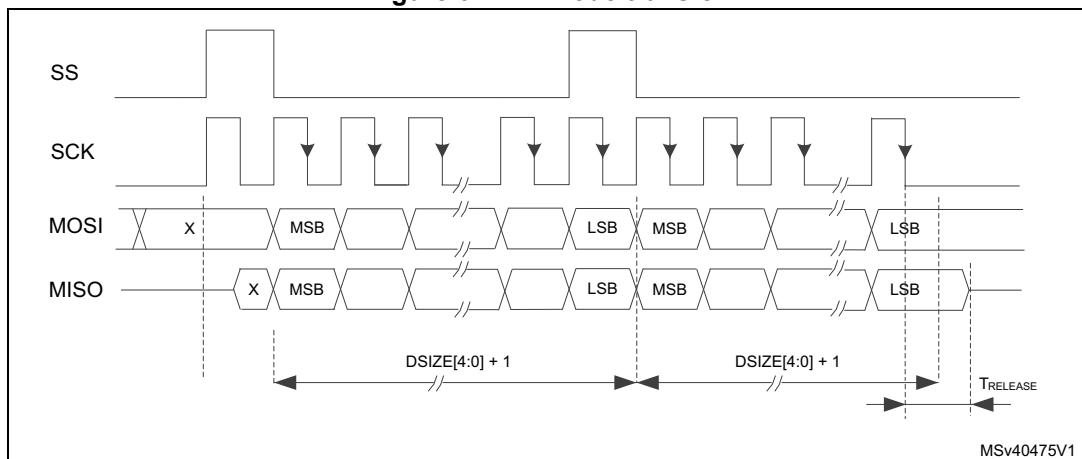 SS
SCK
MOSI X MSB LSB MSB LSB
MISO X MSB LSB MSB LSB
DSIZE[4:0] + 1 DSIZE[4:0] + 1
TRELEASE
MSv40475V1